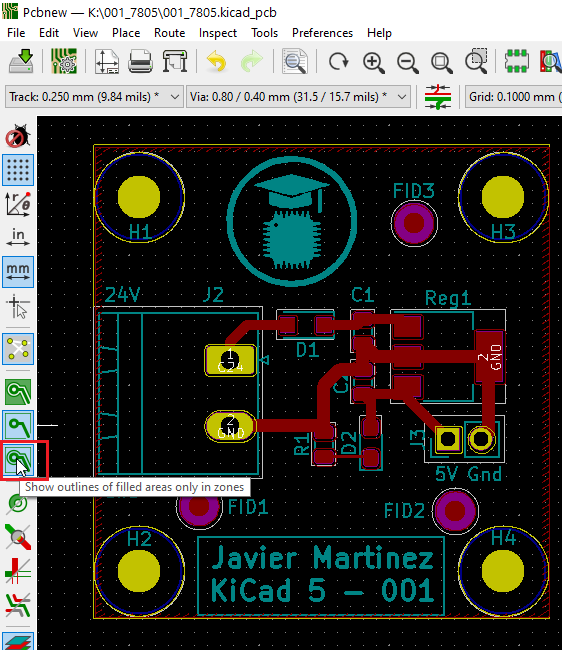 Pcbnew — K:\001_7805\001_7805.kicad_pcb
File Edit View Setup Place Route Inspect Tools Preferences Help
Track: 0.250 mm (9.84 mils) * Via: 0.80 / 0.40 mm (31.5 / 15.7 mils) * Grid: 0.1000 mm (
in
mm
H1
FID3
H3
24V
J2
C1
Reg1
D1
1
G24
2
GND
2
GND
R1
D2
J3
5V Gnd
Show outlines of filled areas only in zones
FID1
FID2
H2
H4
Javier Martinez
KiCad 5 - 001